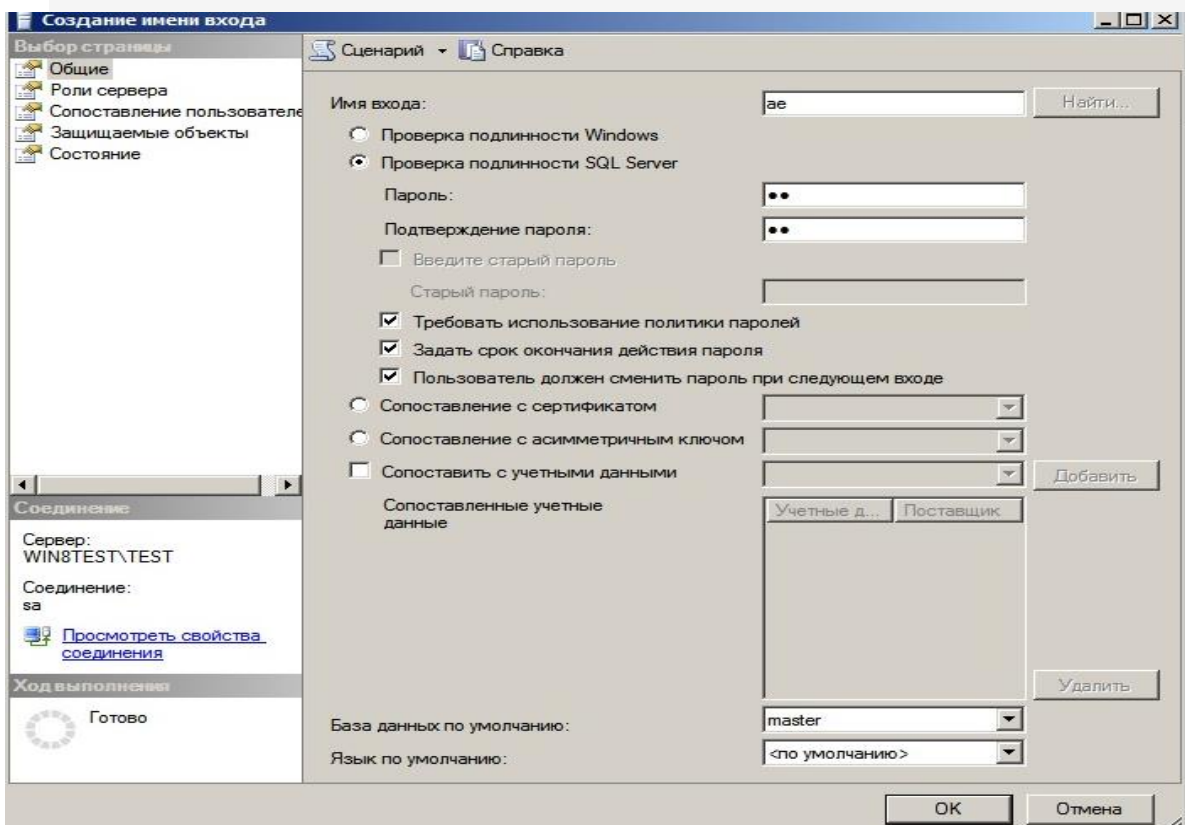 Создание имени входа
Выбор страницы
Общие
Роли сервера
Сопоставление пользователе
Защищаемые объекты
Состояние
Сценарий
Справка
Имя входа:
ae
Найти...
Проверка подлинности Windows
Проверка подлинности SQL Server
Пароль:
••
Подтверждение пароля:
••
Введите старый пароль
Старый пароль:
Требовать использование политики паролей
Задать срок окончания действия пароля
Пользователь должен сменить пароль при следующем входе
Сопоставление с сертификатом
Сопоставление с асимметричным ключом
Сопоставить с учетными данными
Добавить
Сопоставленные учетные
данные
Учетные д...
Поставщик
Удалить
База данных по умолчанию:
master
Язык по умолчанию:
<по умолчанию>
Соединение
Сервер:
WIN8TEST\TEST
Соединение:
sa
Просмотреть свойства
соединения
Ход выполнения
Готово
OK
Отмена